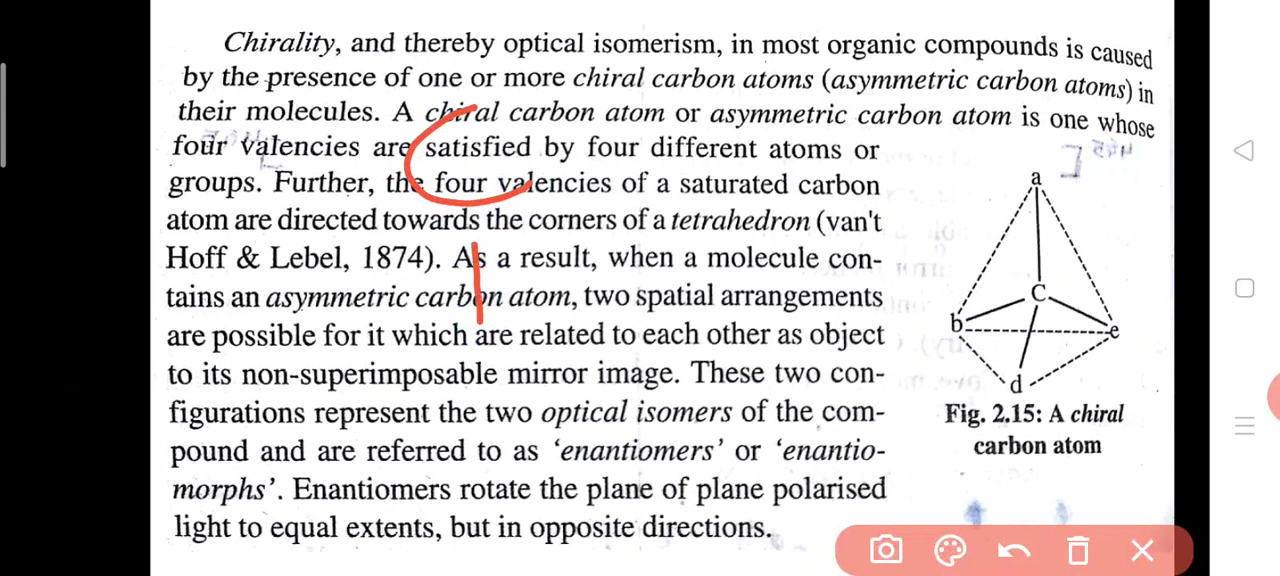 Chirality, and thereby optical isomerism, in most organic compounds is caused
by the presence of one or more chiral carbon atoms (asymmetric carbon atoms) in
their molecules. A chiral carbon atom or asymmetric carbon atom is one whose
four valencies are satisfied by four different atoms or
groups. Further, the four valencies of a saturated carbon
atom are directed towards the corners of a tetrahedron (van't
Hoff & Lebel, 1874). As a result, when a molecule con-
tains an asymmetric carbon atom, two spatial arrangements
are possible for it which are related to each other as object
to its non-superimposable mirror image. These two con-
figurations represent the two optical isomers of the com-
pound and are referred to as ‘enantiomers’ or ‘enantio-
morphs’. Enantiomers rotate the plane of plane polarised
light to equal extents, but in opposite directions.
a
C
b
e
d
Fig. 2.15: A chiral
carbon atom